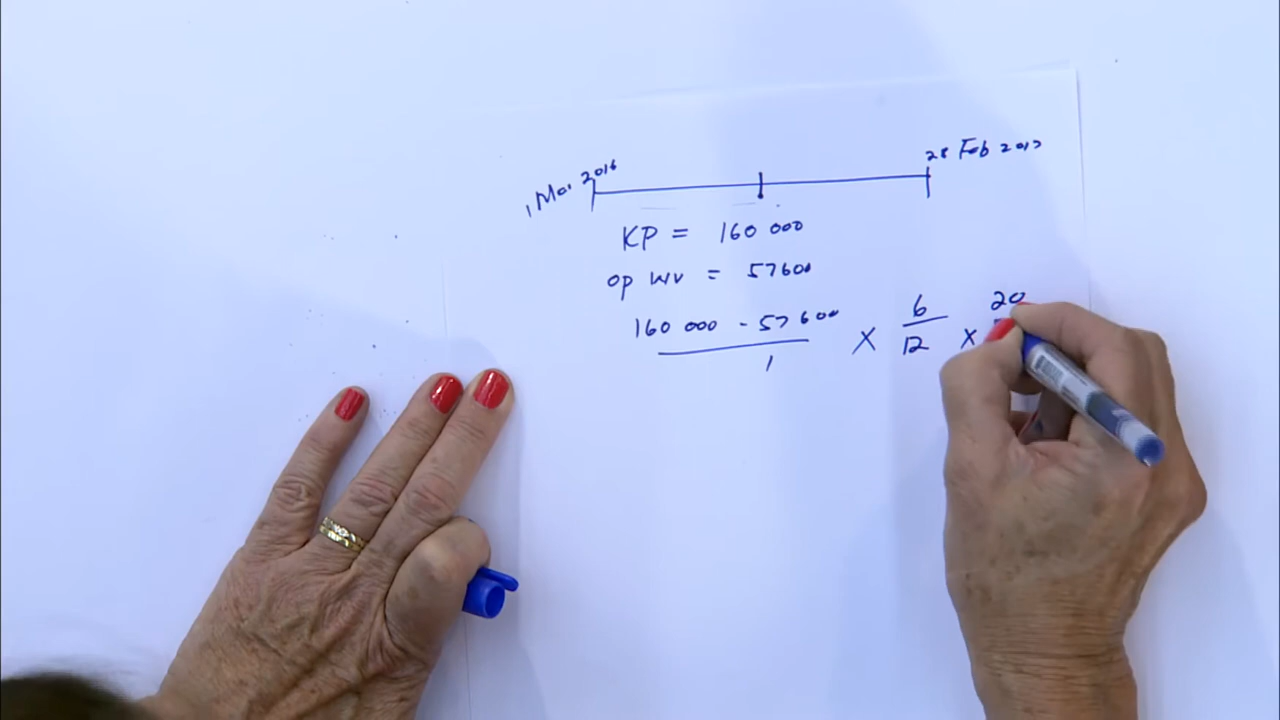 1 Mar 2016
28 Feb 2017
KP = 160 000
op wv = 57600
160 000 - 57 600 X 6 X 20
1 12